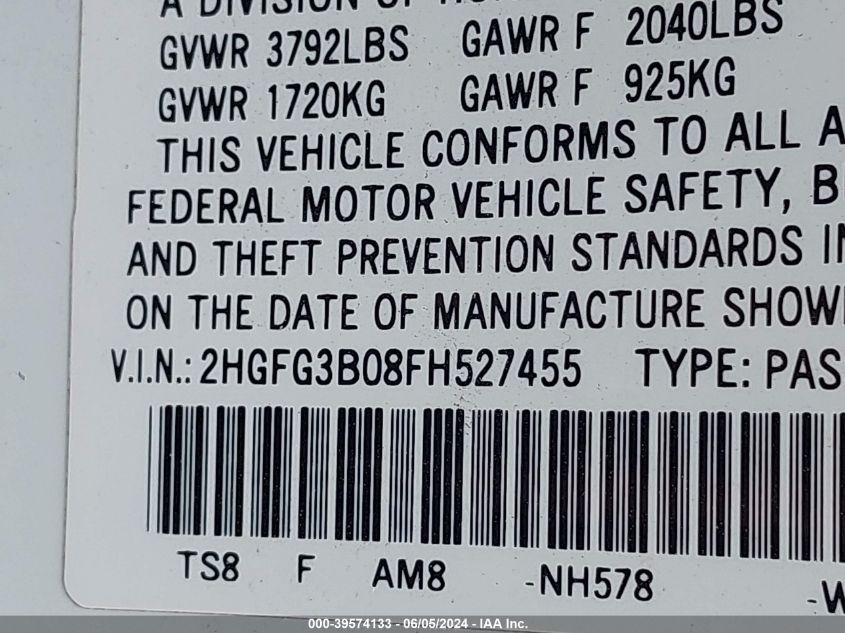 A DIVISION OF
GVWR 3792LBS GAWR F 2040LBS
GVWR 1720KG GAWR F 925KG
THIS VEHICLE CONFORMS TO ALL A
FEDERAL MOTOR VEHICLE SAFETY, B
AND THEFT PREVENTION STANDARDS I
ON THE DATE OF MANUFACTURE SHOW
V.I.N.: 2HGFG3B08FH527455 TYPE: PAS
TS8 F AM8 -NH578 -W
000-39574133 - 06/05/2024 - IAA Inc.